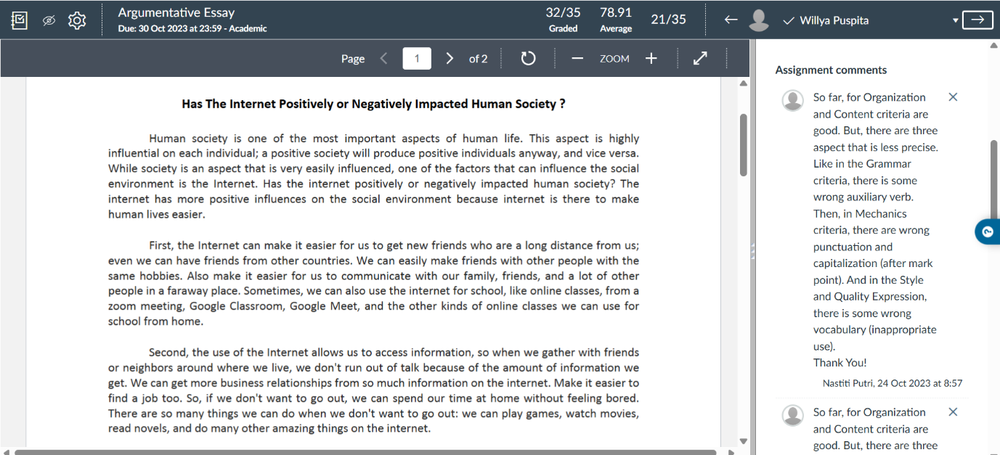 Argumentative Essay
Due: 30 Oct 2023 at 23:59 - Academic
32/35
Graded
78.91
Average
21/35
Willya Puspita
Page
1
of 2
ZOOM
Has The Internet Positively or Negatively Impacted Human Society ?
Human society is one of the most important aspects of human life. This aspect is highly
influential on each individual; a positive society will produce positive individuals anyway, and vice versa.
While society is an aspect that is very easily influenced, one of the factors that can influence the social
environment is the Internet. Has the internet positively or negatively impacted human society? The
internet has more positive influences on the social environment because internet is there to make
human lives easier.
First, the Internet can make it easier for us to get new friends who are a long distance from us;
even we can have friends from other countries. We can easily make friends with other people with the
same hobbies. Also make it easier for us to communicate with our family, friends, and a lot of other
people in a faraway place. Sometimes, we can also use the internet for school, like online classes, from a
zoom meeting, Google Classroom, Google Meet, and the other kinds of online classes we can use for
school from home.
Second, the use of the Internet allows us to access information, so when we gather with friends
or neighbors around where we live, we don't run out of talk because of the amount of information we
get. We can get more business relationships from so much information on the internet. Make it easier to
find a job too. So, if we don't want to go out, we can spend our time at home without feeling bored.
There are so many things we can do when we don't want to go out: we can play games, watch movies,
read novels, and do many other amazing things on the internet.
Assignment comments
So far, for Organization
and Content criteria are
good. But, there are three
aspect that is less precise.
Like in the Grammar
criteria, there is some
wrong auxiliary verb.
Then, in Mechanics
criteria, there are wrong
punctuation and
capitalization (after mark
point). And in the Style
and Quality Expression,
there is some wrong
vocabulary (inappropriate
use).
Thank You!
Nastiti Putri, 24 Oct 2023 at 8:57
So far, for Organization
and Content criteria are
good. But, there are three